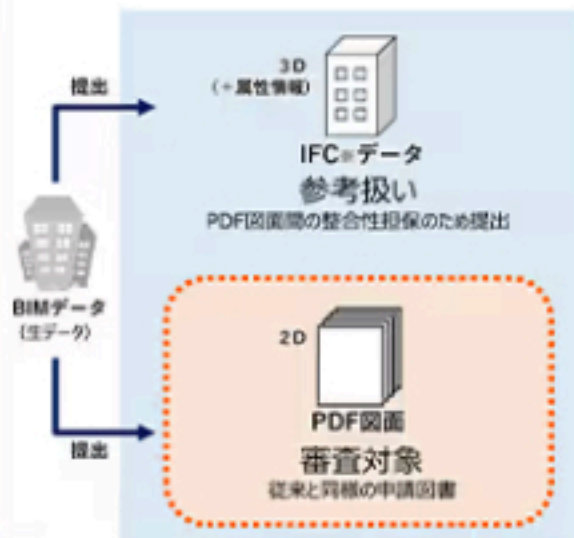 提出
3D
(+属性情報)
IFC※データ
参考扱い
PDF図面間の整合性担保のため提出
BIMデータ
(生データ)
2D
PDF図面
審査対象
従来と同様の申請図書
提出